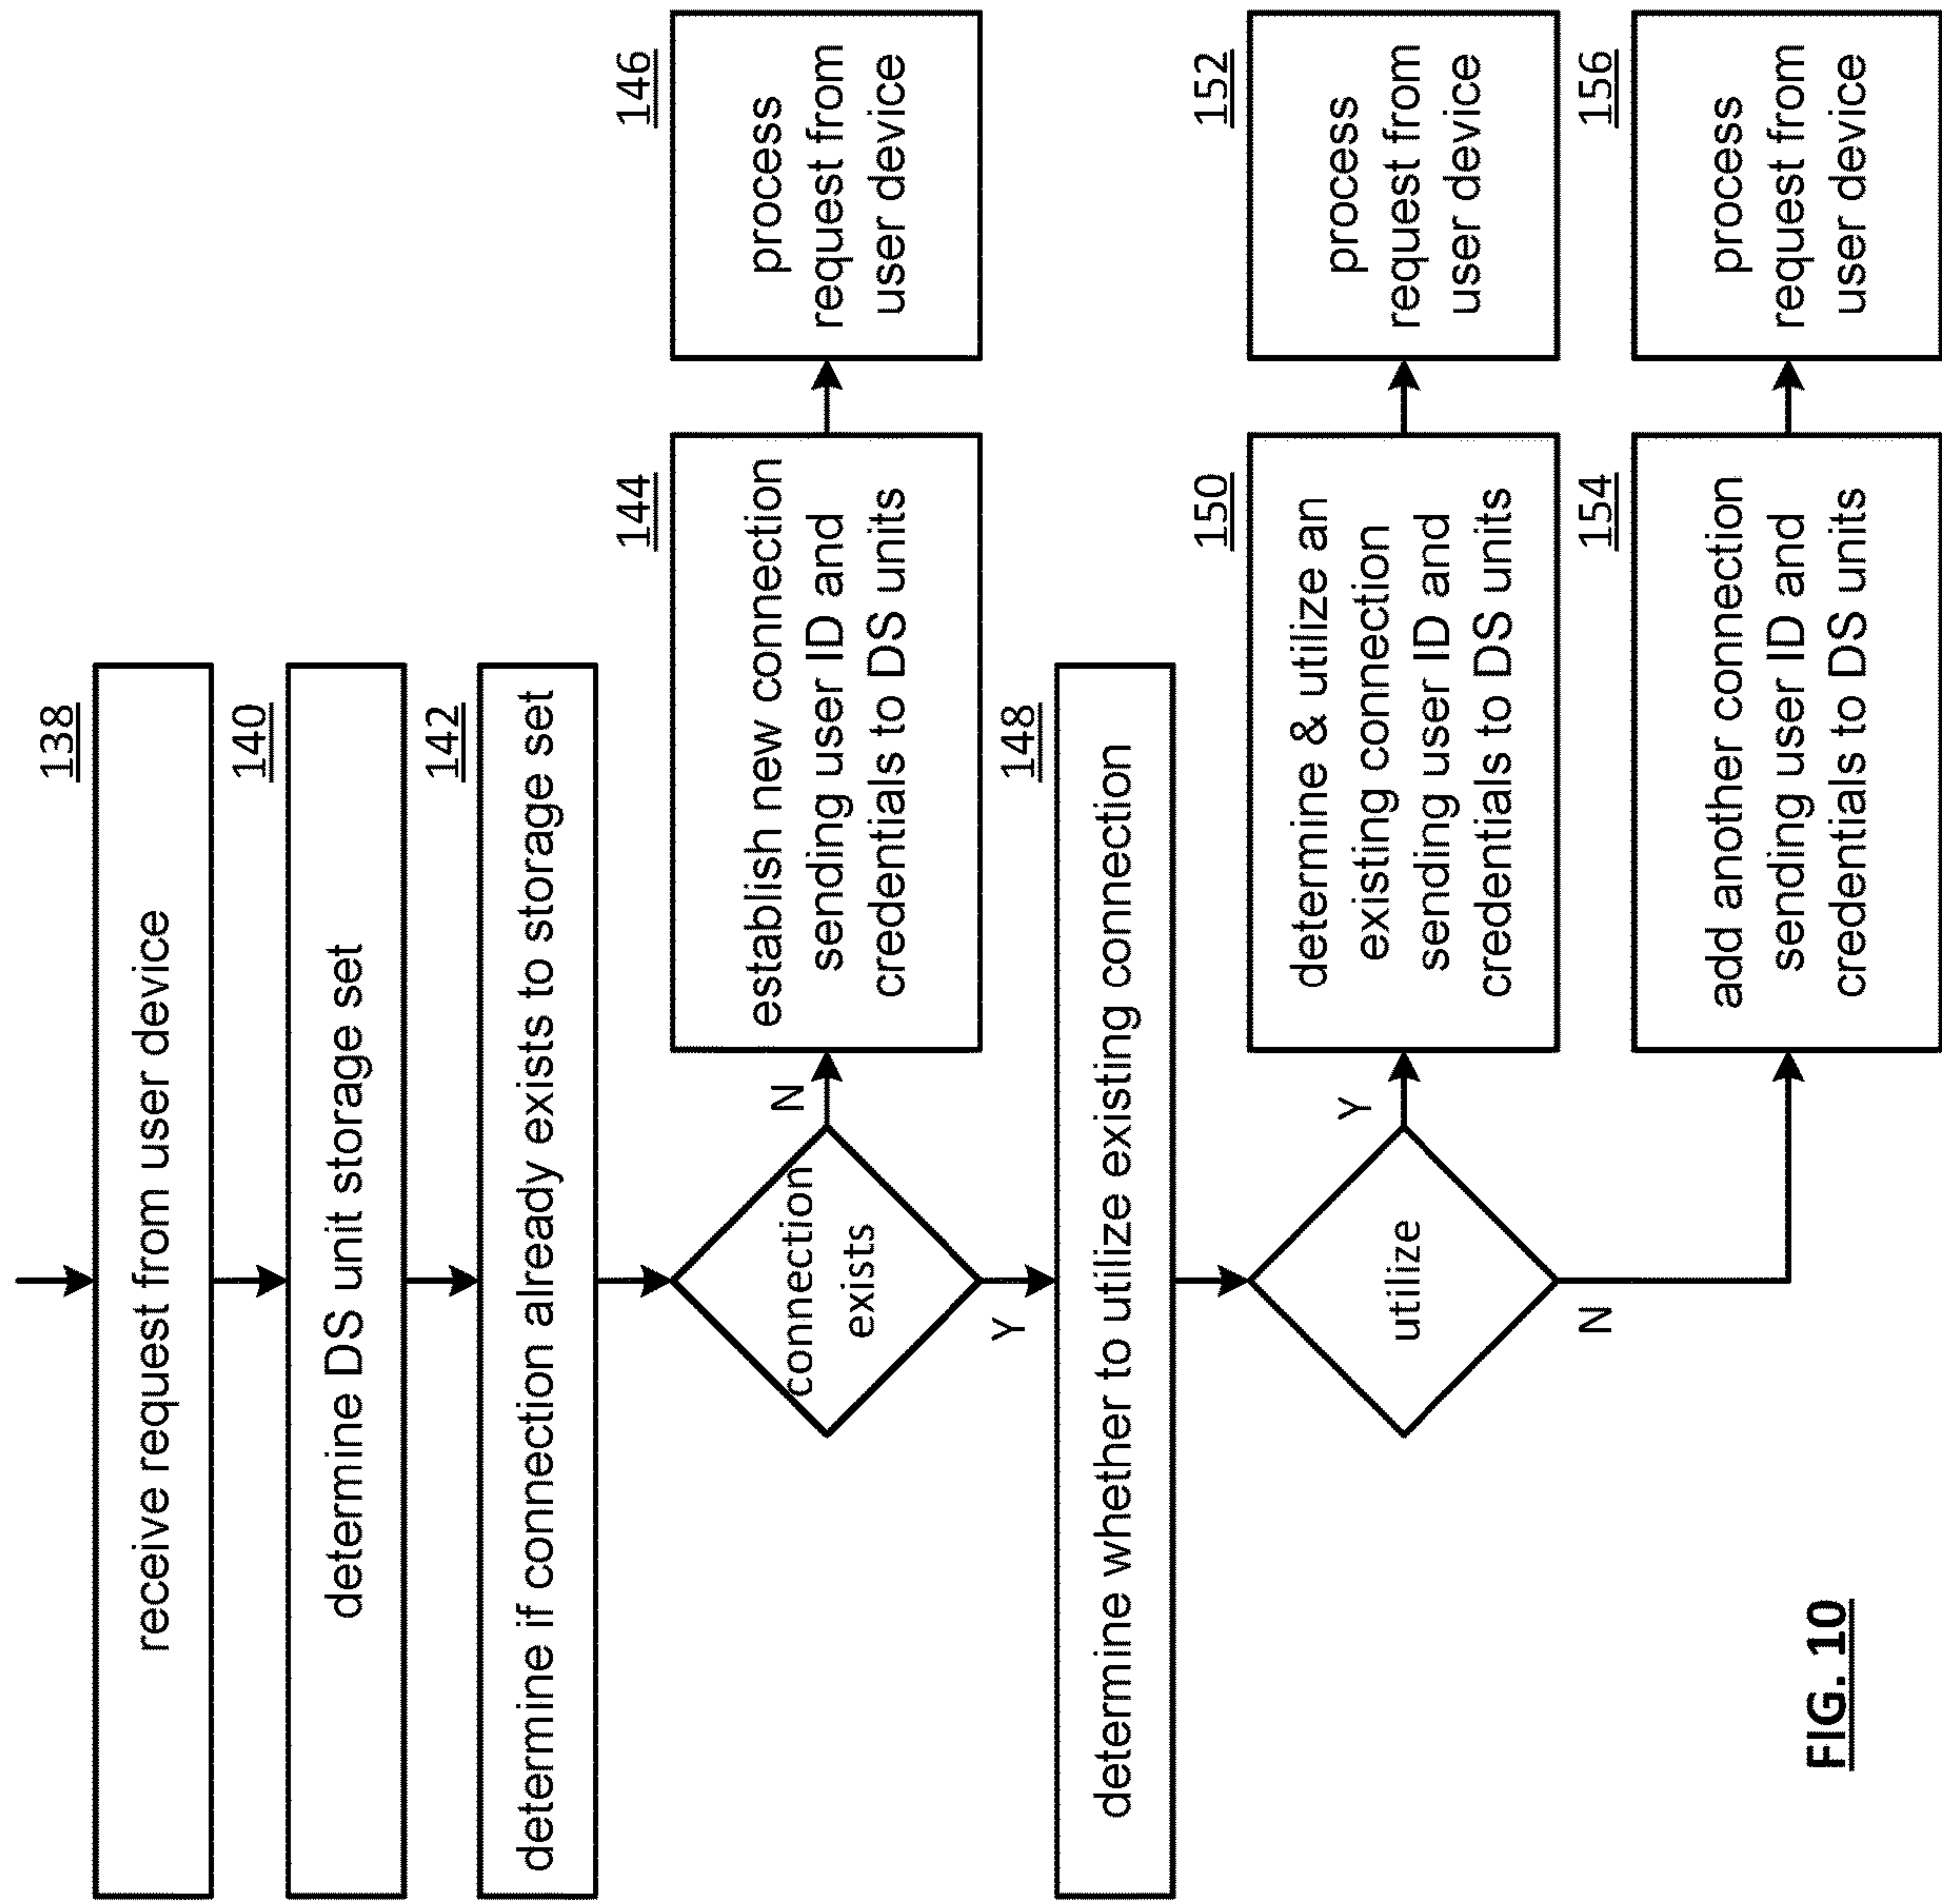 138
receive request from user device
140
determine DS unit storage set
142
determine if connection already exists to storage set
connection
exists
N
Y
144
establish new connection
sending user ID and
credentials to DS units
146
process
request from
user device
148
determine whether to utilize existing connection
utilize
Y
N
150
determine & utilize an
existing connection
sending user ID and
credentials to DS units
152
process
request from
user device
154
add another connection
sending user ID and
credentials to DS units
156
process
request from
user device
FIG. 10